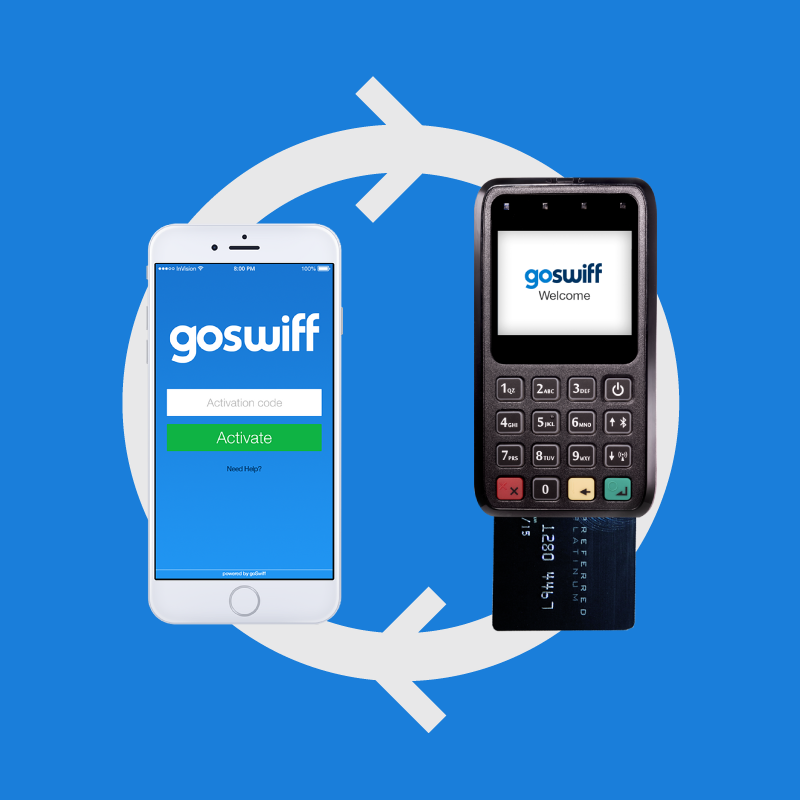 ●●●○○ InVision 8:00 PM 100%
goswiff
Activation code
Activate
Need Help?
powered by goSwiff
goswiff
Welcome
1QZ 2ABC 3DEF
4GHI 5JKL 6MNO
7PRS 8TUV 9WXY
0
PREFERRED
PLATINUM
1280 4467
/15